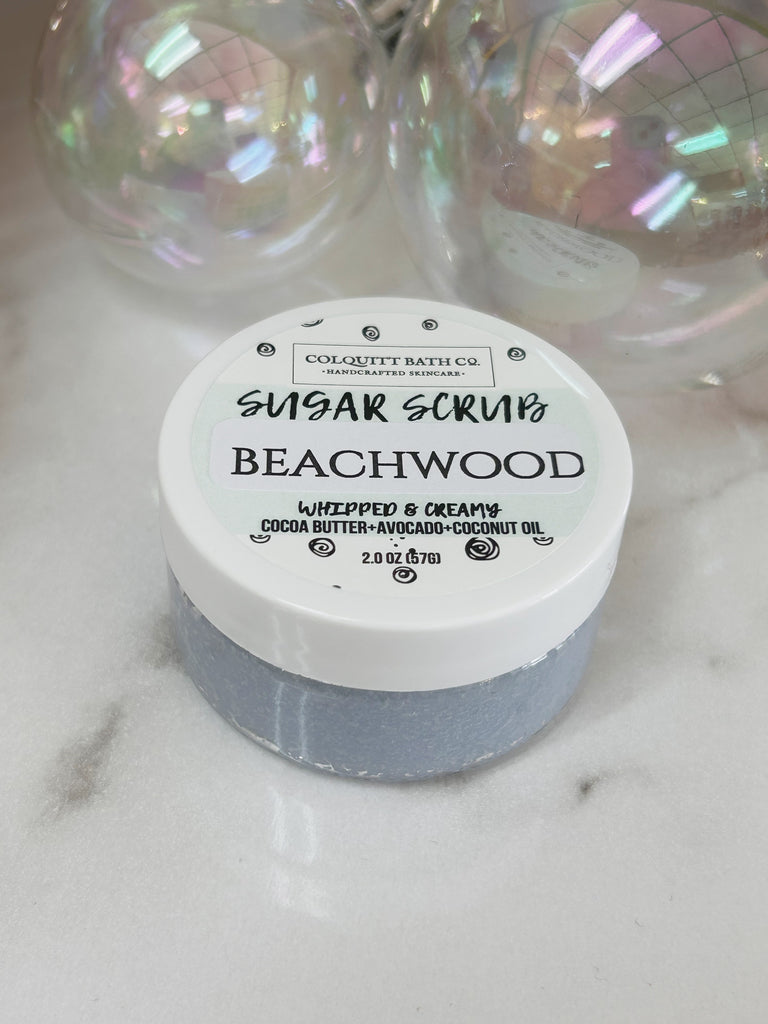 COLQUITT BATH CO.
·HANDCRAFTED SKINCARE·
SUGAR SCRUB
BEACHWOOD
WHIPPED & CREAMY
COCOA BUTTER+AVOCADO+COCONUT OIL
2.0 OZ (57G)